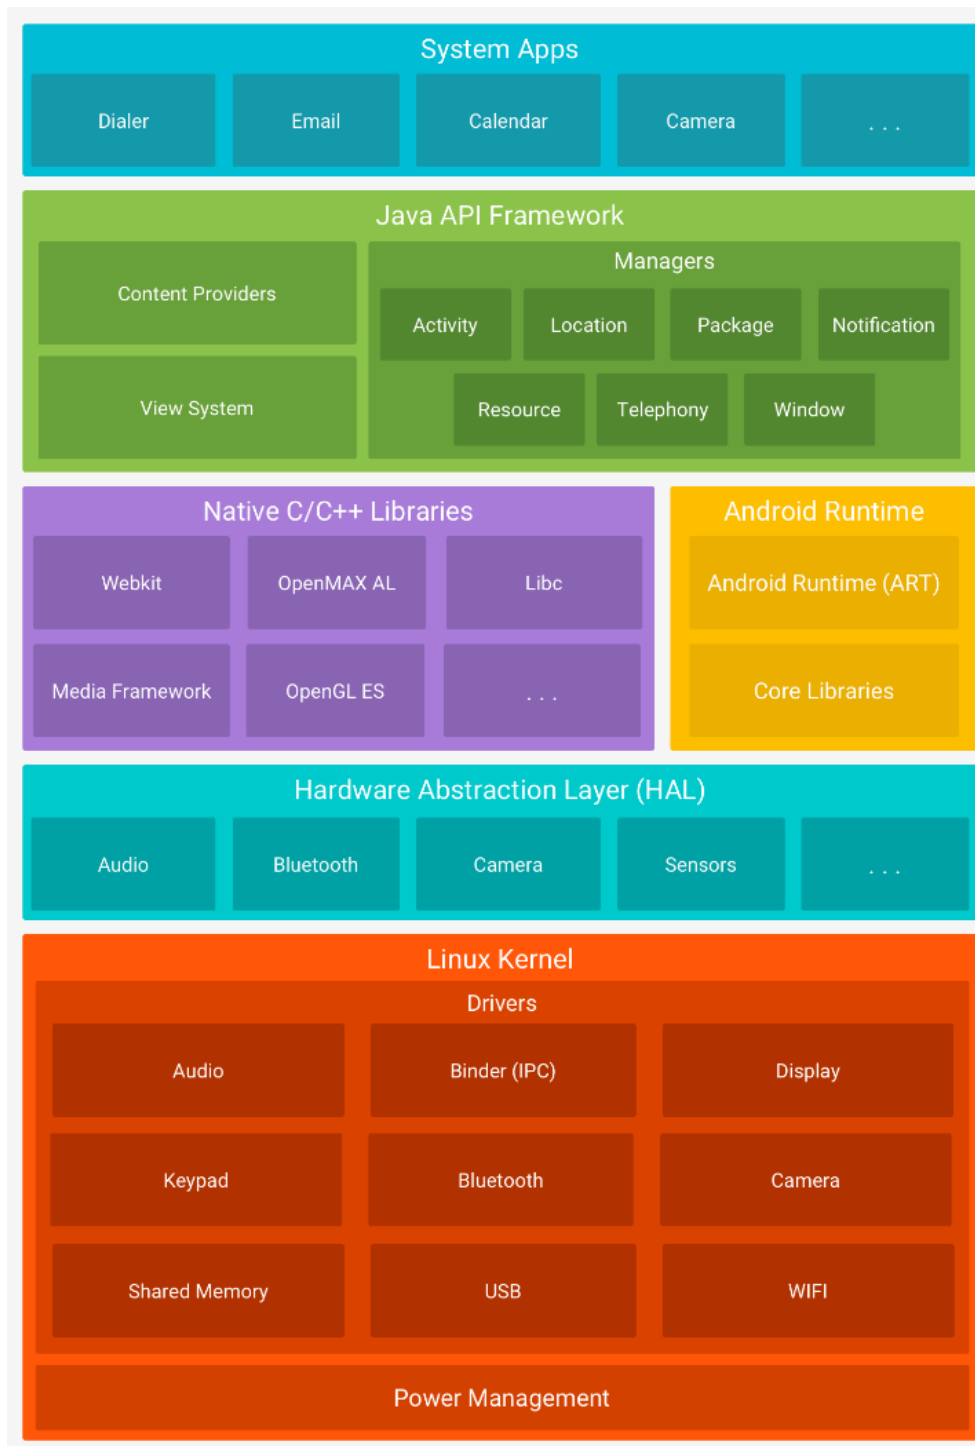 System Apps
Dialer
Email
Calendar
Camera
. . .
Java API Framework
Content Providers
View System
Managers
Activity
Location
Package
Notification
Resource
Telephony
Window
Native C/C++ Libraries
Webkit
OpenMAX AL
Libc
Media Framework
OpenGL ES
. . .
Android Runtime
Android Runtime (ART)
Core Libraries
Hardware Abstraction Layer (HAL)
Audio
Bluetooth
Camera
Sensors
. . .
Linux Kernel
Drivers
Audio
Binder (IPC)
Display
Keypad
Bluetooth
Camera
Shared Memory
USB
WIFI
Power Management